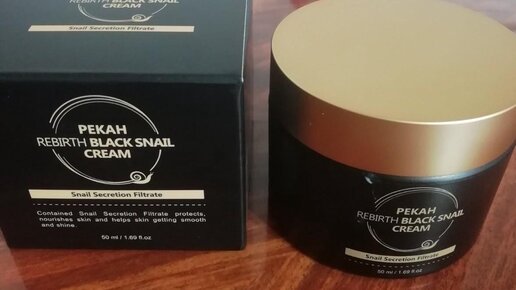 PEKAH
REBIRTH BLACK SNAIL
CREAM
Snail Secretion Filtrate
PEKAH
REBIRTH BLACK SNAIL
CREAM
Snail Secretion Filtrate
Contained Snail Secretion Filtrate protects,
nourishes skin and helps skin getting smooth
and shine.
50 ml / 1.69 fl.oz
PEKAH
REBIRTH BLACK SNAIL
CREAM
Snail Secretion Filtrate
50 ml / 1.69 fl.oz